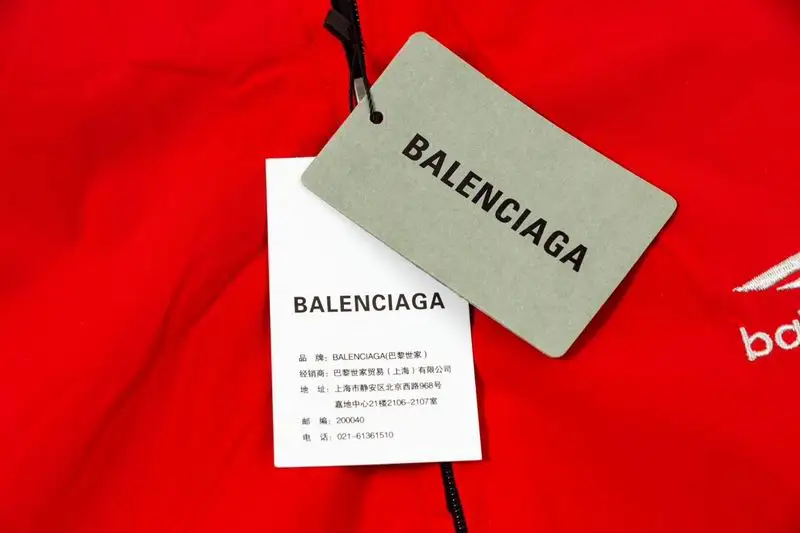 BALENCIAGA
BALENCIAGA
品 牌：BALENCIAGA(巴黎世家）
经销商：巴黎世家贸易（上海）有限公司
地 址：上海市静安区北京西路968号
嘉地中心21楼2106-2107室
邮 编：200040
电 话：021-61361510